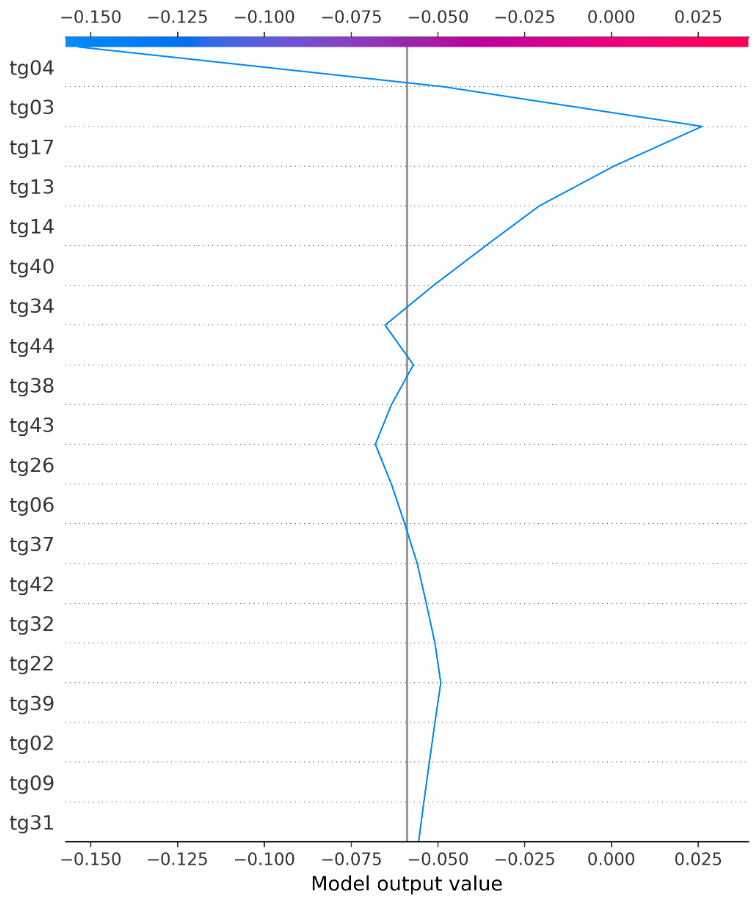 −0.150 −0.125 −0.100 −0.075 −0.050 −0.025 0.000 0.025
tg04
tg03
tg17
tg13
tg14
tg40
tg34
tg44
tg38
tg43
tg26
tg06
tg37
tg42
tg32
tg22
tg39
tg02
tg09
tg31
−0.150 −0.125 −0.100 −0.075 −0.050 −0.025 0.000 0.025
Model output value